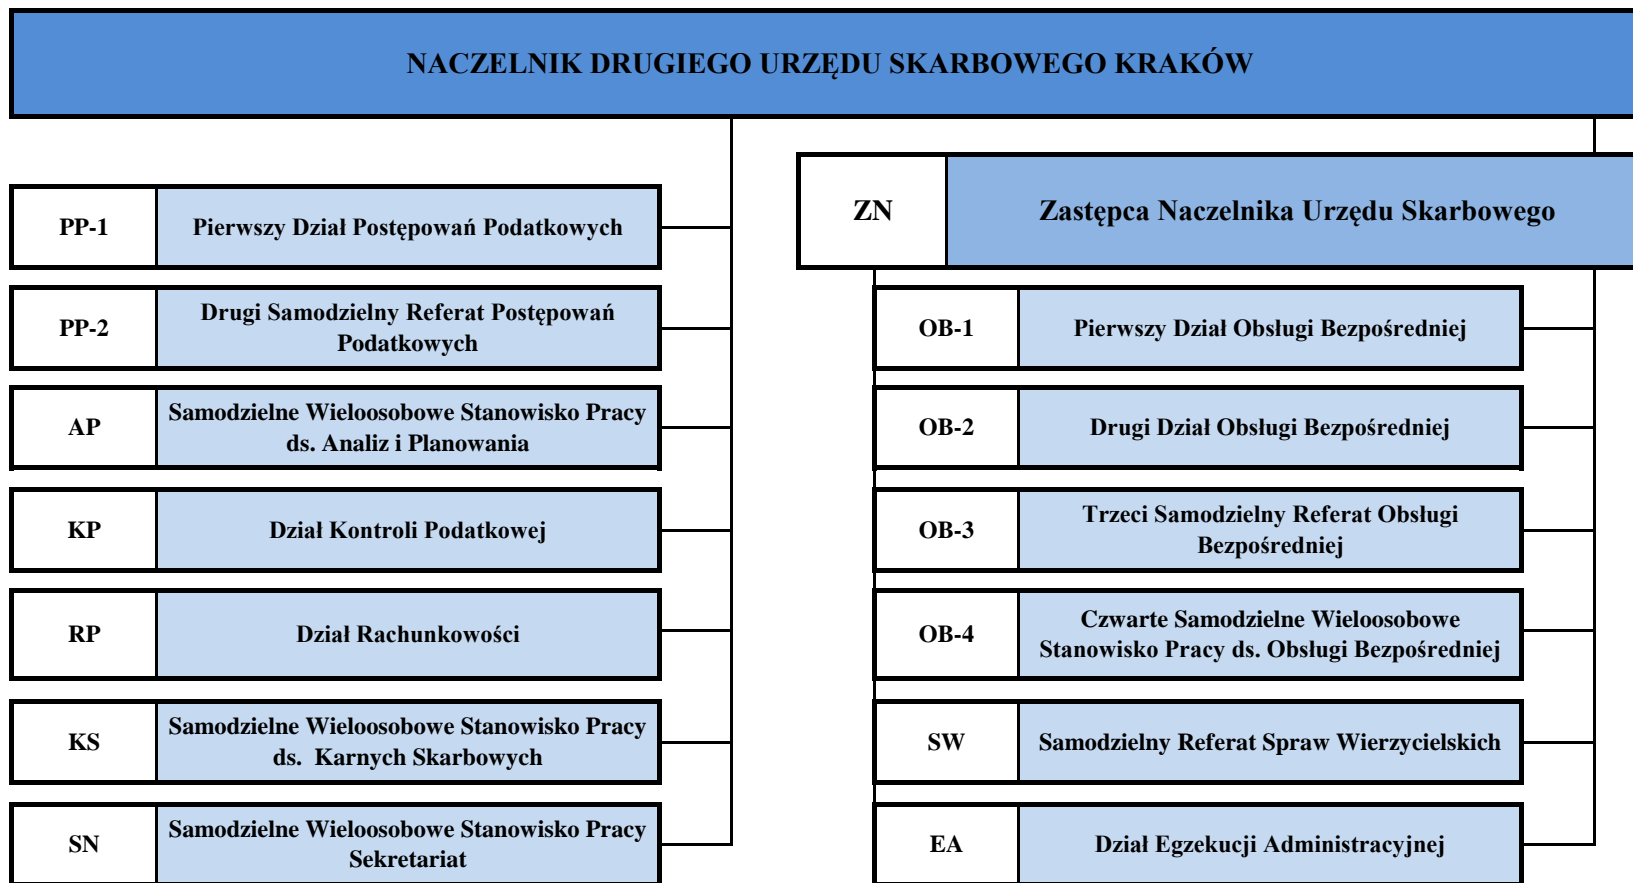 NACZELNIK DRUGIEGO URZĘDU SKARBOWEGO KRAKÓW
PP-1
Pierwszy Dział Postępowań Podatkowych
PP-2
Drugi Samodzielny Referat Postępowań
Podatkowych
AP
Samodzielne Wieloosobowe Stanowisko Pracy
ds. Analiz i Planowania
KP
Dział Kontroli Podatkowej
RP
Dział Rachunkowości
KS
Samodzielne Wieloosobowe Stanowisko Pracy
ds. Karnych Skarbowych
SN
Samodzielne Wieloosobowe Stanowisko Pracy
Sekretariat
ZN
Zastępca Naczelnika Urzędu Skarbowego
OB-1
Pierwszy Dział Obsługi Bezpośredniej
OB-2
Drugi Dział Obsługi Bezpośredniej
OB-3
Trzeci Samodzielny Referat Obsługi
Bezpośredniej
OB-4
Czwarte Samodzielne Wieloosobowe
Stanowisko Pracy ds. Obsługi Bezpośredniej
SW
Samodzielny Referat Spraw Wierzycielskich
EA
Dział Egzekucji Administracyjnej